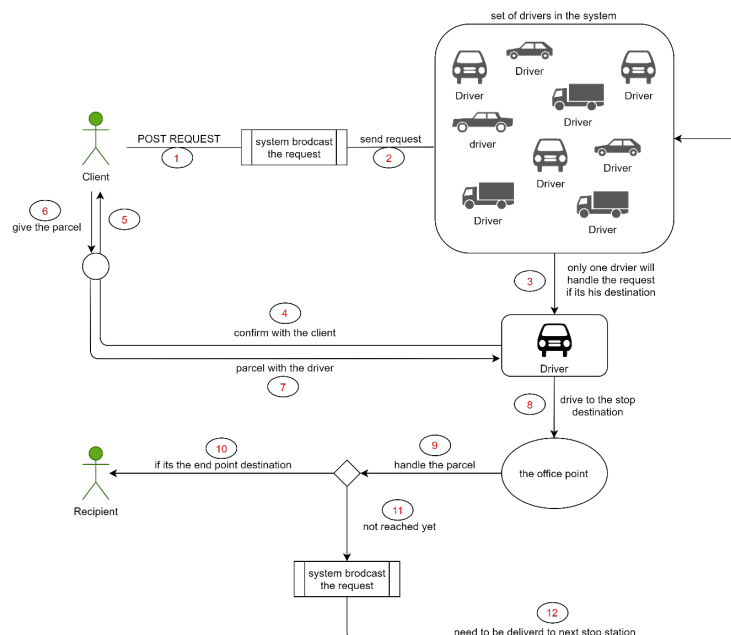 set of drivers in the system
Driver
Driver
Driver
Driver
driver
Driver
Driver
Driver
Driver
POST REQUEST
1
system brodcast
the request
send request
2
Client
6
give the parcel
5
3
only one drvier will
handle the request
if its his destination
4
confirm with the client
Driver
parcel with the driver
7
8
drive to the stop
destination
10
if its the end point destination
9
handle the parcel
the office point
Recipient
11
not reached yet
system brodcast
the request
12
need to be deliverd to next stop station